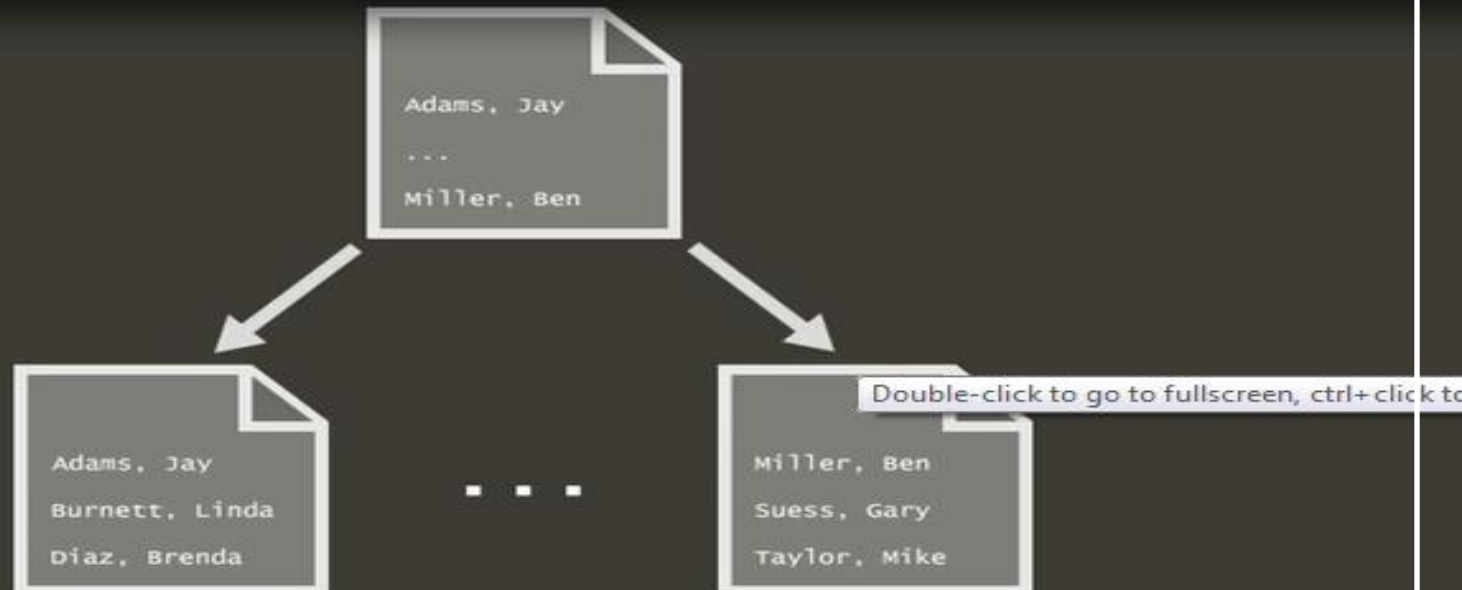 Adams, Jay
...
Miller, Ben
Double-click to go to fullscreen, ctrl+click to
Adams, Jay
Burnett, Linda
Diaz, Brenda
...
Miller, Ben
Suess, Gary
Taylor, Mike